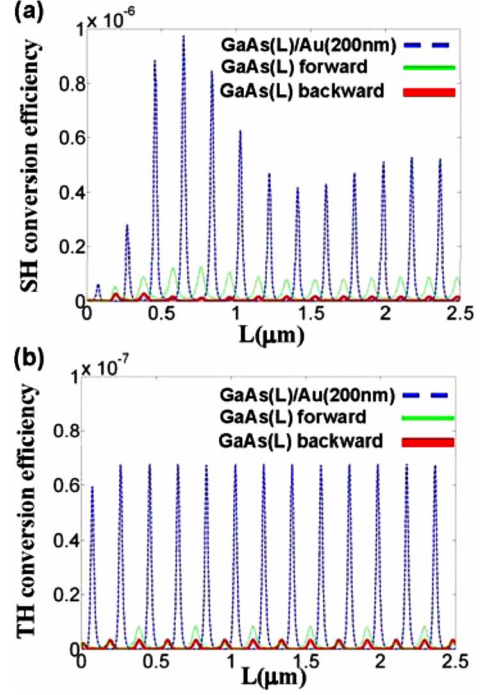 (a)
1 × 10⁻⁶
GaAs(L)/Au(200nm)
GaAs(L) forward
GaAs(L) backward
0.8
0.6
0.4
0.2
0
SH conversion efficiency
0 0.5 1 1.5 2 2.5
L(μm)
(b)
1 × 10⁻⁷
GaAs(L)/Au(200nm)
GaAs(L) forward
GaAs(L) backward
0.8
0.6
0.4
0.2
0
TH conversion efficiency
0 0.5 1 1.5 2 2.5
L(μm)